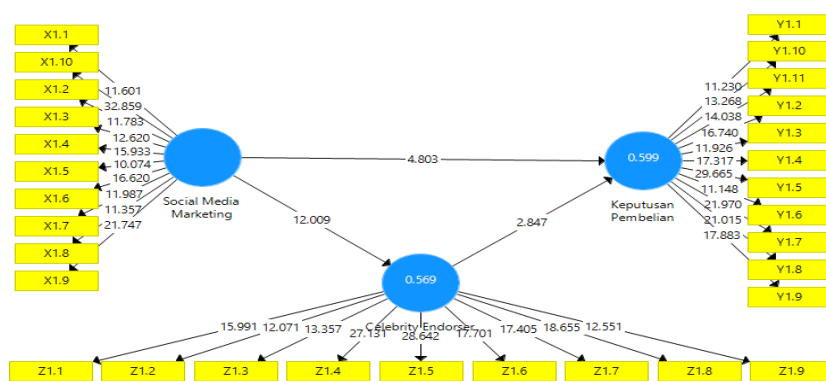 X1.1
X1.10
X1.2
X1.3
X1.4
X1.5
X1.6
X1.7
X1.8
X1.9
11.601
32.859
11.783
12.620
15.933
10.074
16.620
11.987
11.357
21.747
Social Media
Marketing
4.803
12.009
2.847
0.599
Keputusan
Pembelian
11.230
13.268
14.038
16.740
11.926
17.317
29.665
11.148
21.970
21.015
17.883
Y1.1
Y1.10
Y1.11
Y1.2
Y1.3
Y1.4
Y1.5
Y1.6
Y1.7
Y1.8
Y1.9
0.569
Celebrity Endorser
15.991
12.071
13.357
27.131
28.642
17.701
17.405
18.655
12.551
Z1.1
Z1.2
Z1.3
Z1.4
Z1.5
Z1.6
Z1.7
Z1.8
Z1.9